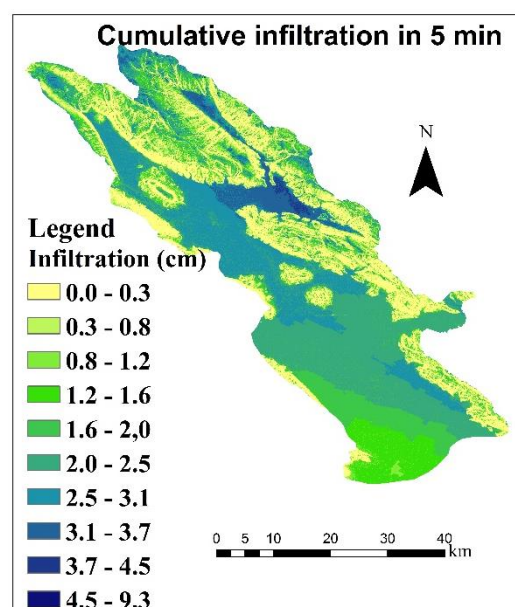 Cumulative infiltration in 5 min
N
Legend
Infiltration (cm)
0.0 - 0.3
0.3 - 0.8
0.8 - 1.2
1.2 - 1.6
1.6 - 2,0
2.0 - 2.5
2.5 - 3.1
3.1 - 3.7
3.7 - 4.5
4.5 - 9.3
0 5 10 20 30 40
km